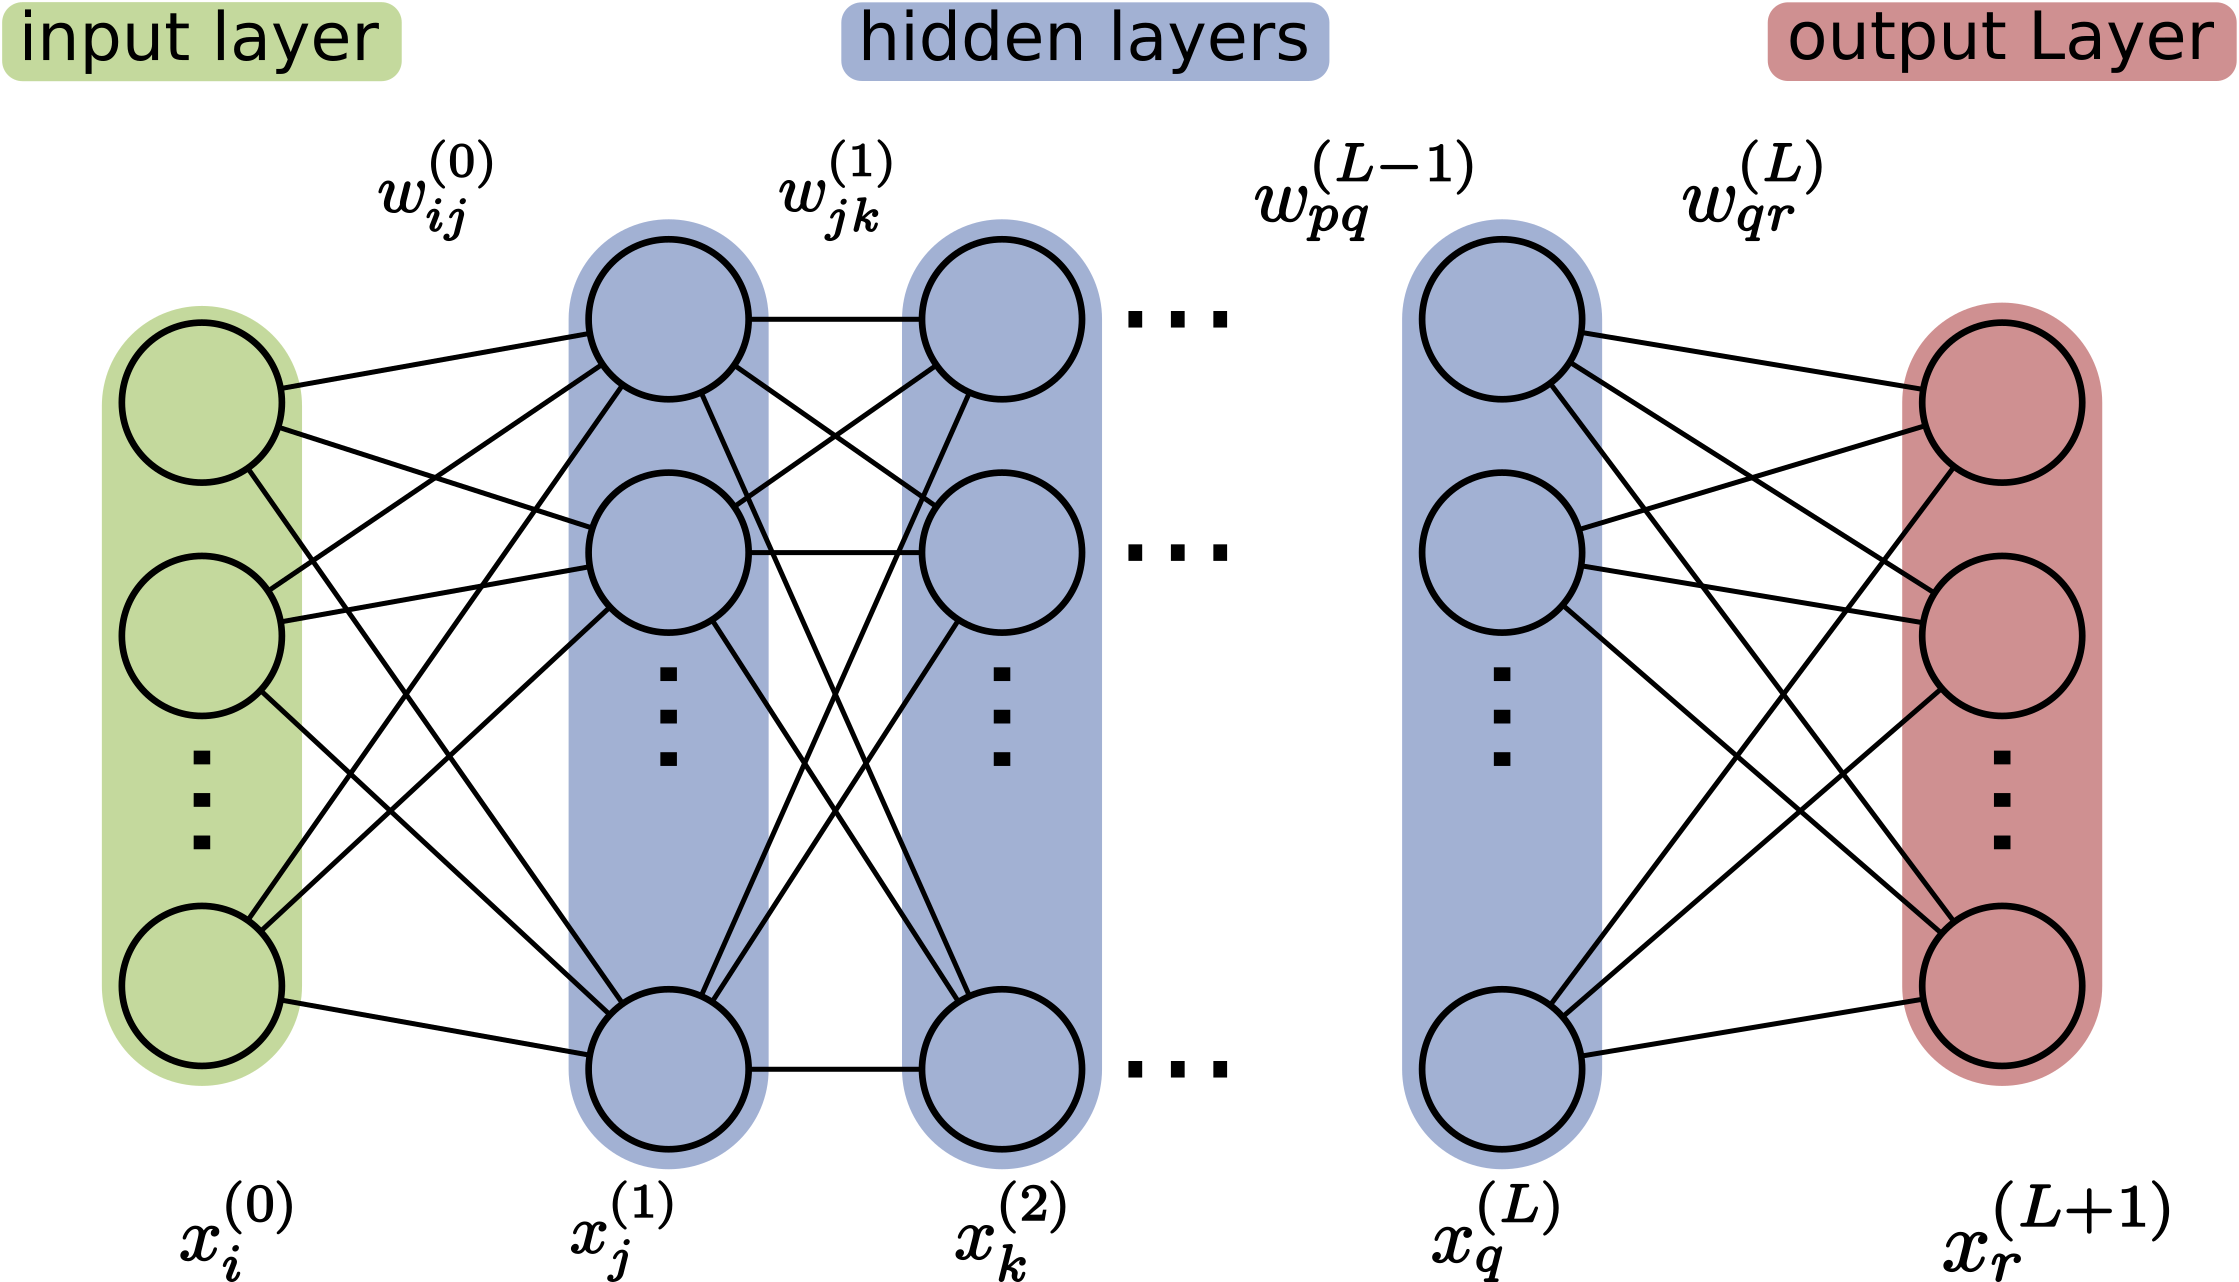 input layer hidden layers output Layer
w_{ij}^{(0)} w_{jk}^{(1)} w_{pq}^{(L-1)} w_{qr}^{(L)}
x_i^{(0)} x_j^{(1)} x_k^{(2)} x_q^{(L)} x_r^{(L+1)}